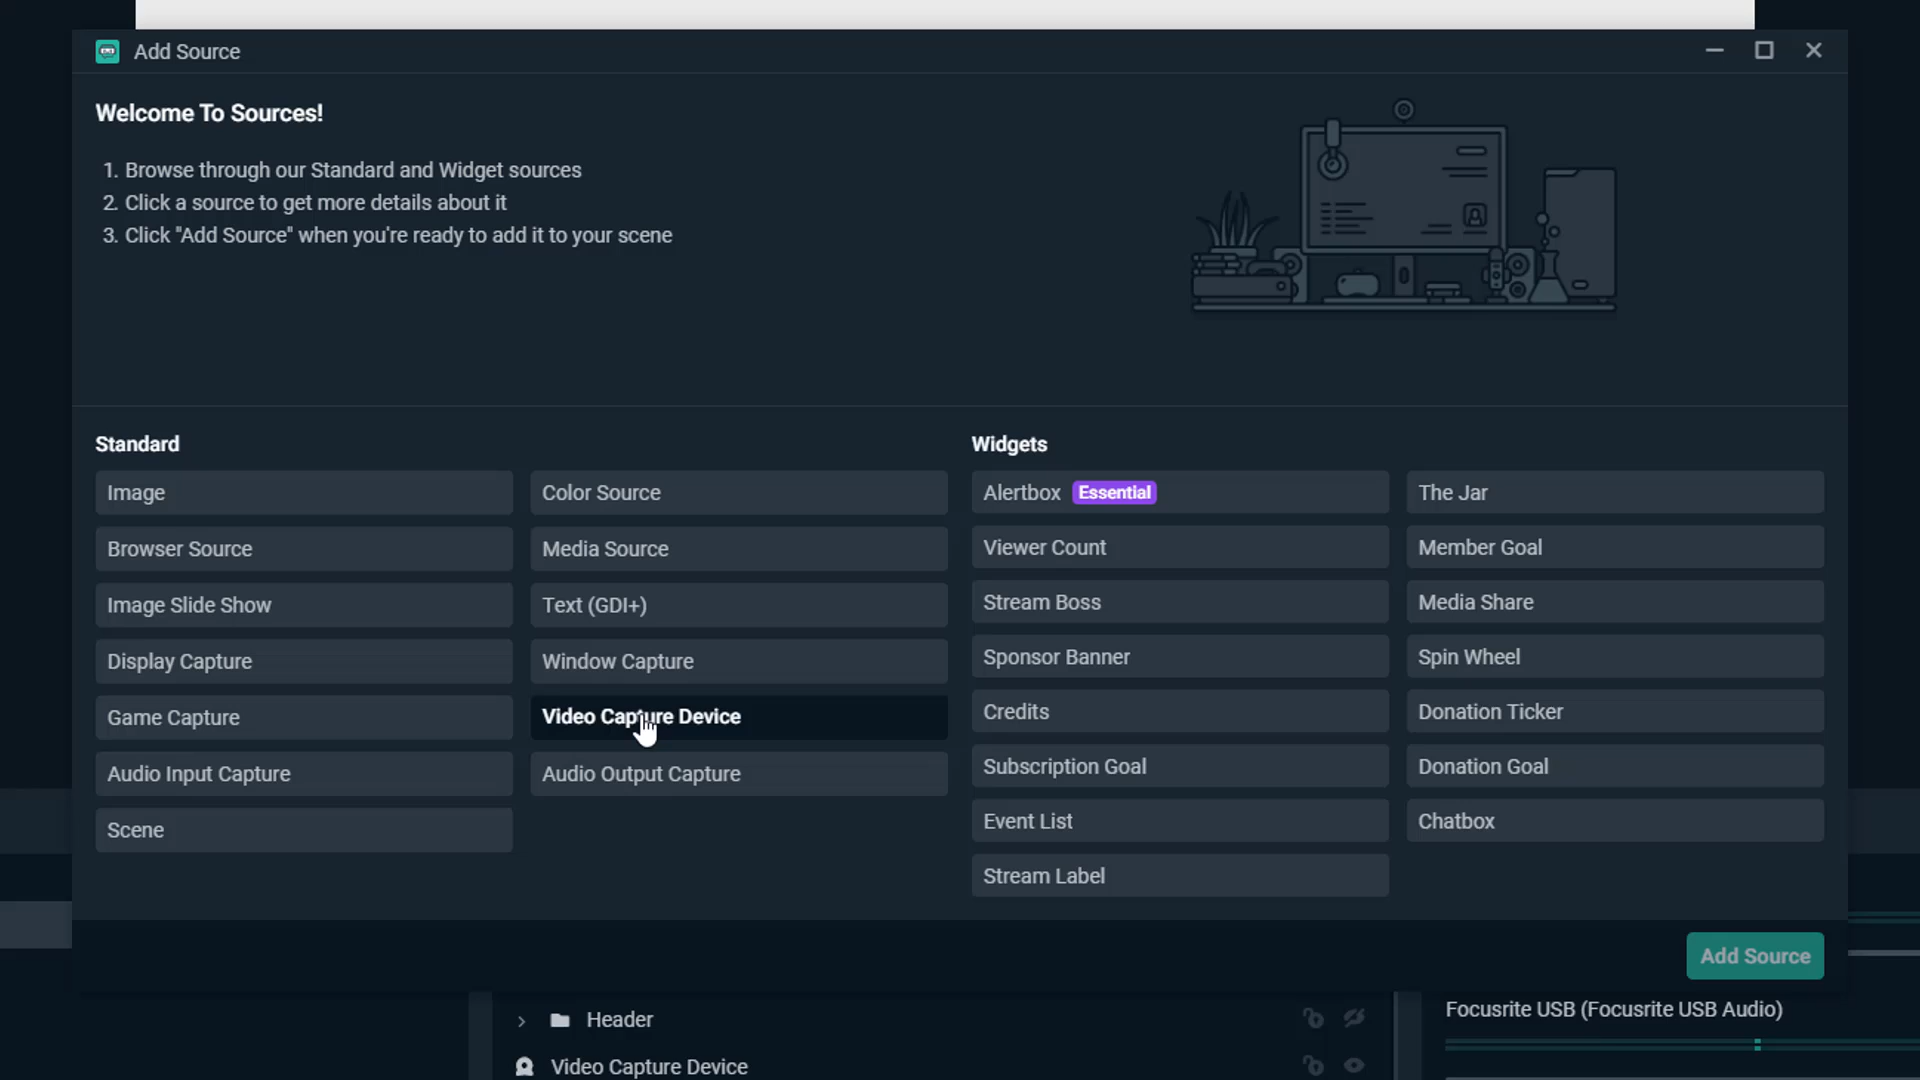 Add Source
Welcome To Sources!
1. Browse through our Standard and Widget sources
2. Click a source to get more details about it
3. Click "Add Source" when you're ready to add it to your scene
Standard
Image
Color Source
Browser Source
Media Source
Image Slide Show
Text (GDI+)
Display Capture
Window Capture
Game Capture
Video Capture Device
Audio Input Capture
Audio Output Capture
Scene
Widgets
Alertbox Essential
The Jar
Viewer Count
Member Goal
Stream Boss
Media Share
Sponsor Banner
Spin Wheel
Credits
Donation Ticker
Subscription Goal
Donation Goal
Event List
Chatbox
Stream Label
Add Source
Header
Video Capture Device
Focusrite USB (Focusrite USB Audio)